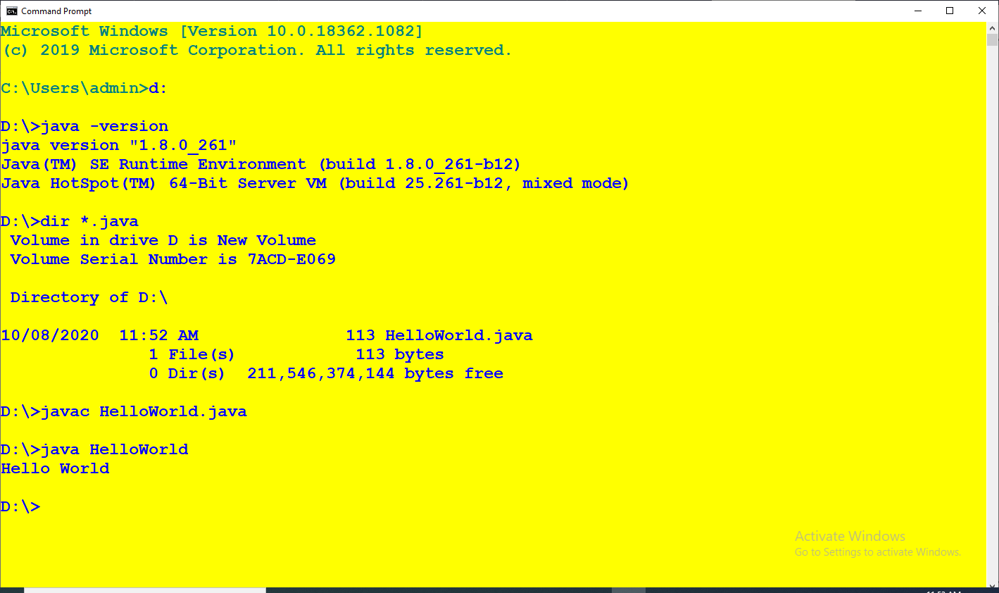 Command Prompt
Microsoft Windows [Version 10.0.18362.1082]
(c) 2019 Microsoft Corporation. All rights reserved.
C:\Users\admin>d:
D:\>java -version
java version "1.8.0_261"
Java(TM) SE Runtime Environment (build 1.8.0_261-b12)
Java HotSpot(TM) 64-Bit Server VM (build 25.261-b12, mixed mode)
D:\>dir *.java
Volume in drive D is New Volume
Volume Serial Number is 7ACD-E069
Directory of D:\
10/08/2020  11:52 AM               113 HelloWorld.java
1 File(s)            113 bytes
0 Dir(s)  211,546,374,144 bytes free
D:\>javac HelloWorld.java
D:\>java HelloWorld
Hello World
D:\>
Activate Windows
Go to Settings to activate Windows.